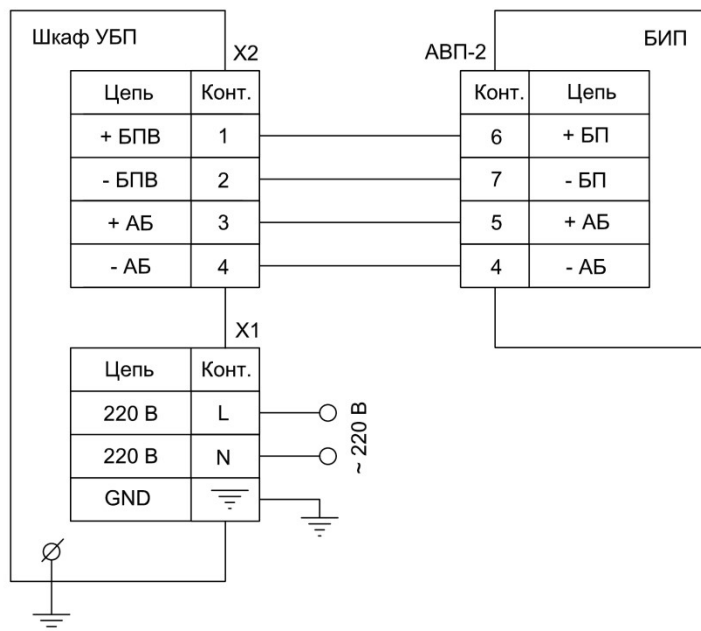 Шкаф УБП
X2
Цепь Конт.
+ БПВ 1
- БПВ 2
+ АБ 3
- АБ 4
АВП-2
БИП
Конт. Цепь
6 + БП
7 - БП
5 + АБ
4 - АБ
X1
Цепь Конт.
220 В L
220 В N
GND
~ 220 В